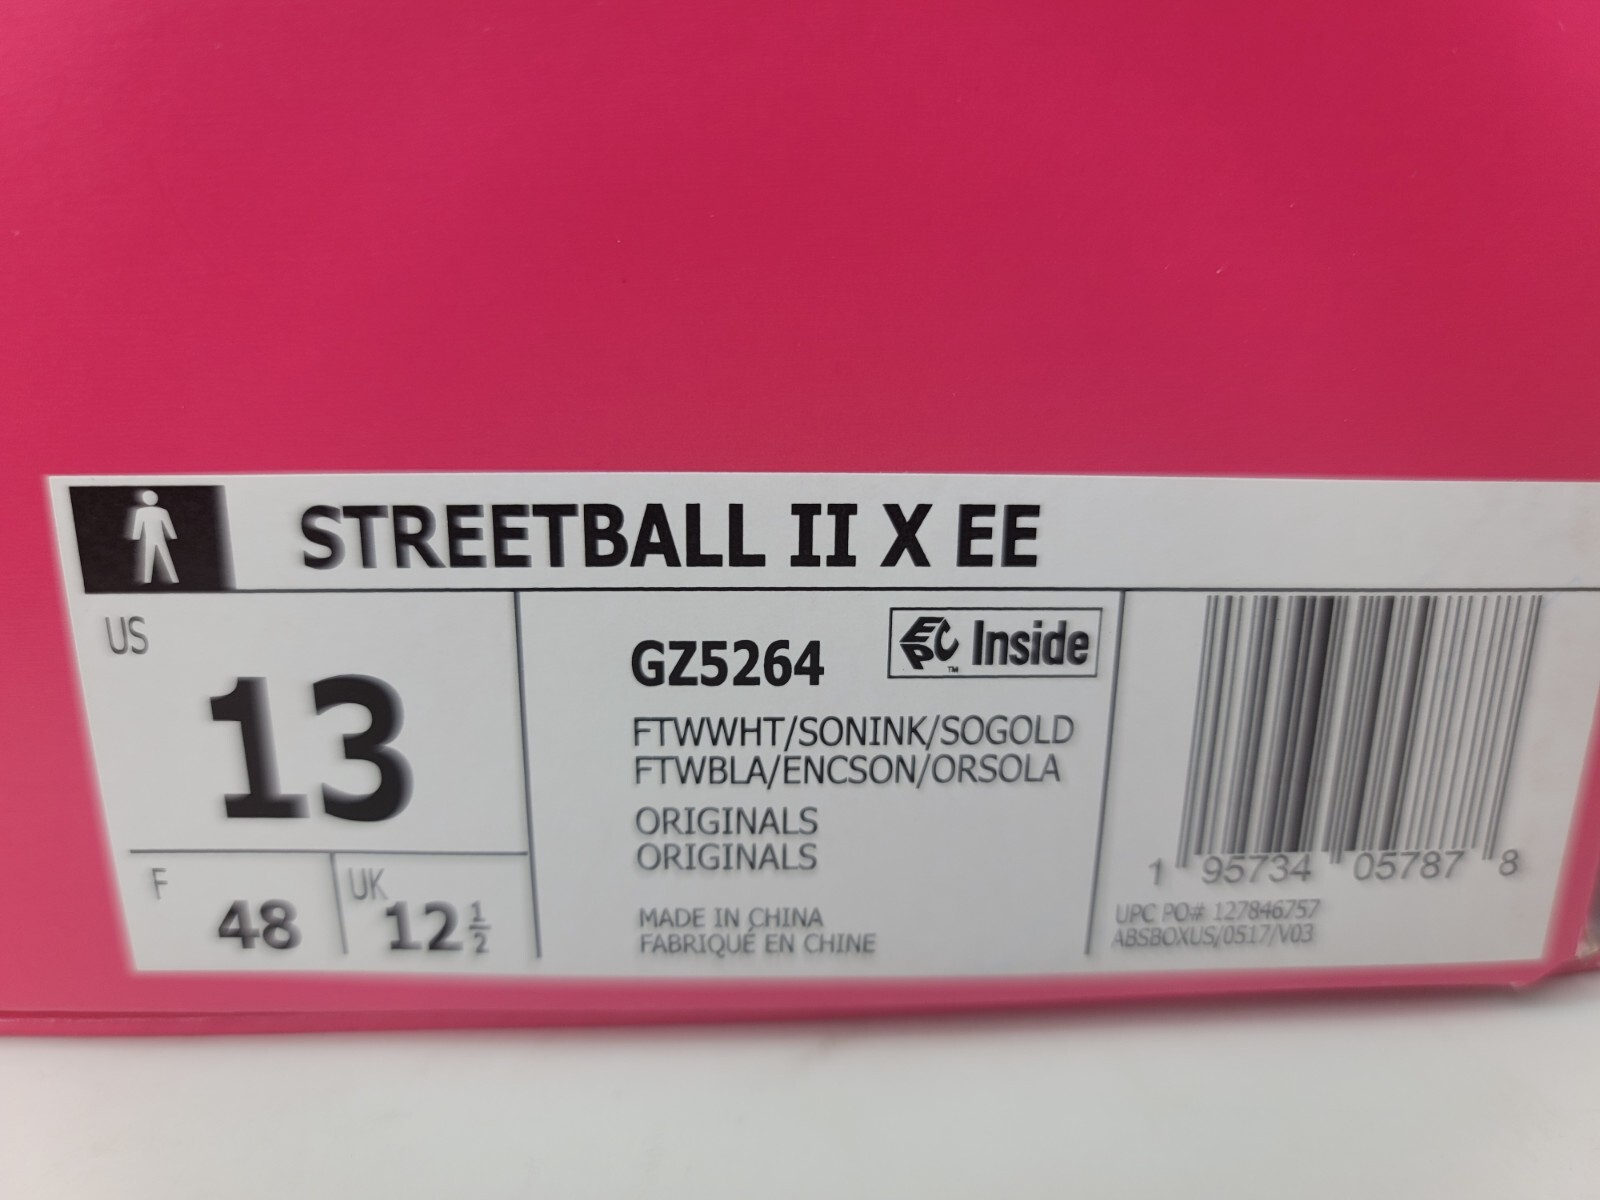 STREETBALL II X EE
US
13
F 48
UK 12 1/2
GZ5264
EPC Inside
™
FTWWHT/SONINK/SOGOLD
FTWBLA/ENCSON/ORSOLA
ORIGINALS
ORIGINALS
MADE IN CHINA
FABRIQUÉ EN CHINE
1 95734 05787 8
UPC PO# 127846757
ABSBOXUS/0517/V03